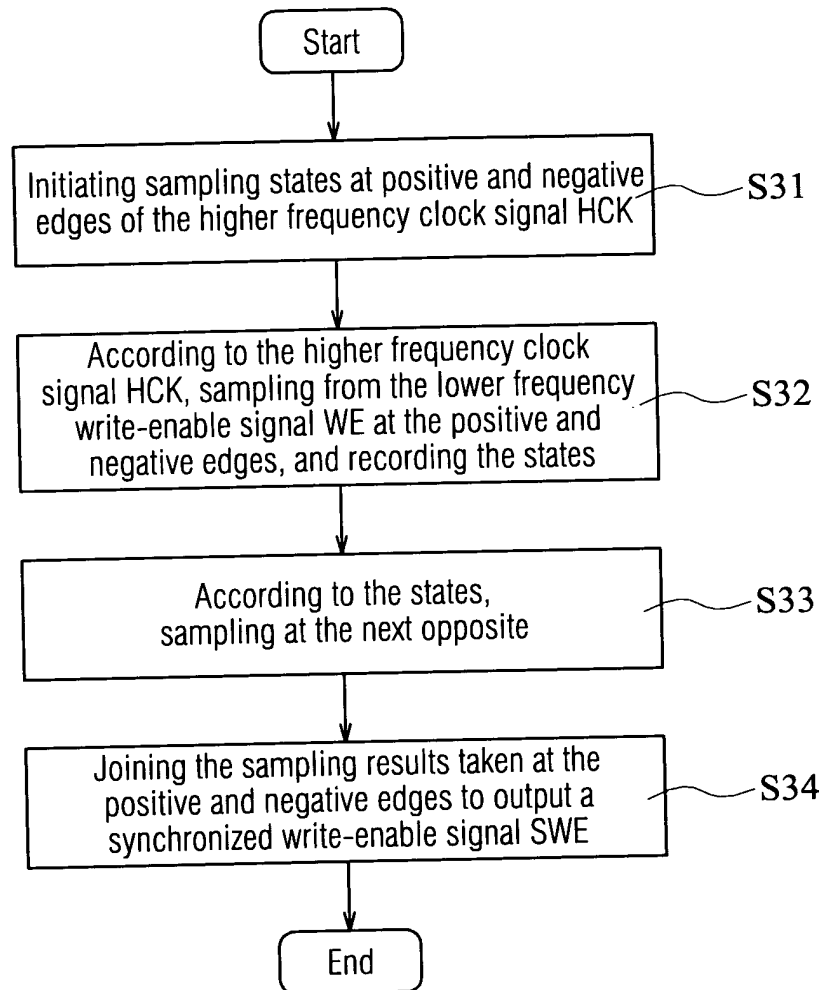 Start
Initiating sampling states at positive and negative
edges of the higher frequency clock signal HCK
S31
According to the higher frequency clock
signal HCK, sampling from the lower frequency
write-enable signal WE at the positive and
negative edges, and recording the states
S32
According to the states,
sampling at the next opposite
S33
Joining the sampling results taken at the
positive and negative edges to output a
synchronized write-enable signal SWE
S34
End